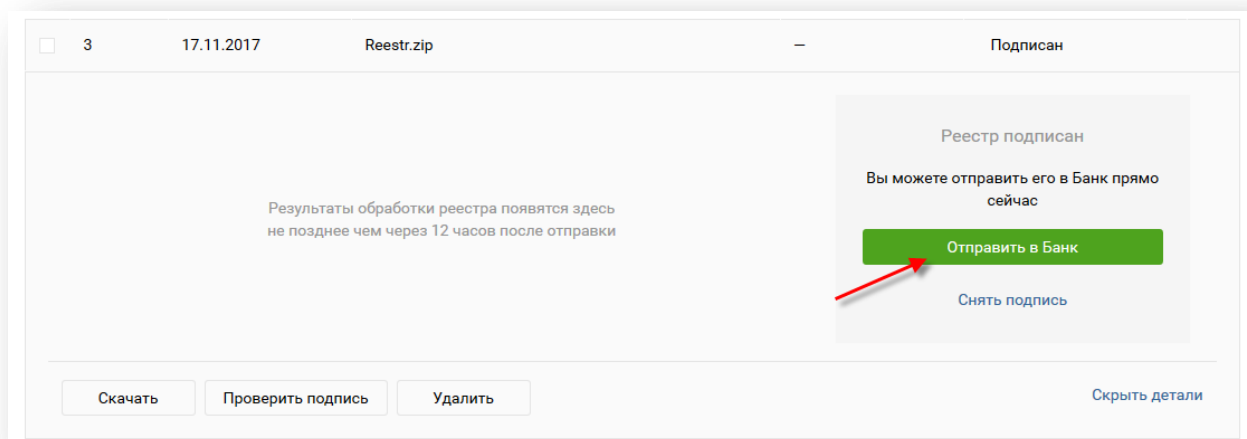 3 17.11.2017 Reestr.zip – Подписан
Реестр подписан
Вы можете отправить его в Банк прямо
сейчас
Результаты обработки реестра появятся здесь
не позднее чем через 12 часов после отправки
Отправить в Банк
Снять подпись
Скачать Проверить подпись Удалить Скрыть детали